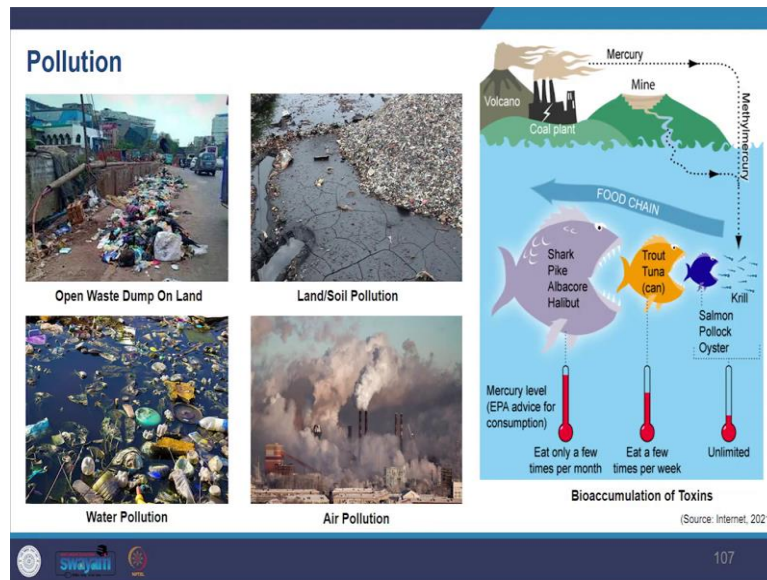 Pollution
Open Waste Dump On Land
Land/Soil Pollution
Water Pollution
Air Pollution
Mercury
Volcano
Coal plant
Mine
Methylmercury
FOOD CHAIN
Shark
Pike
Albacore
Halibut
Trout
Tuna
(can)
Krill
Salmon
Pollock
Oyster
Mercury level
(EPA advice for
consumption)
Eat only a few
times per month
Eat a few
times per week
Unlimited
Bioaccumulation of Toxins
(Source: Internet, 202
swayam
107